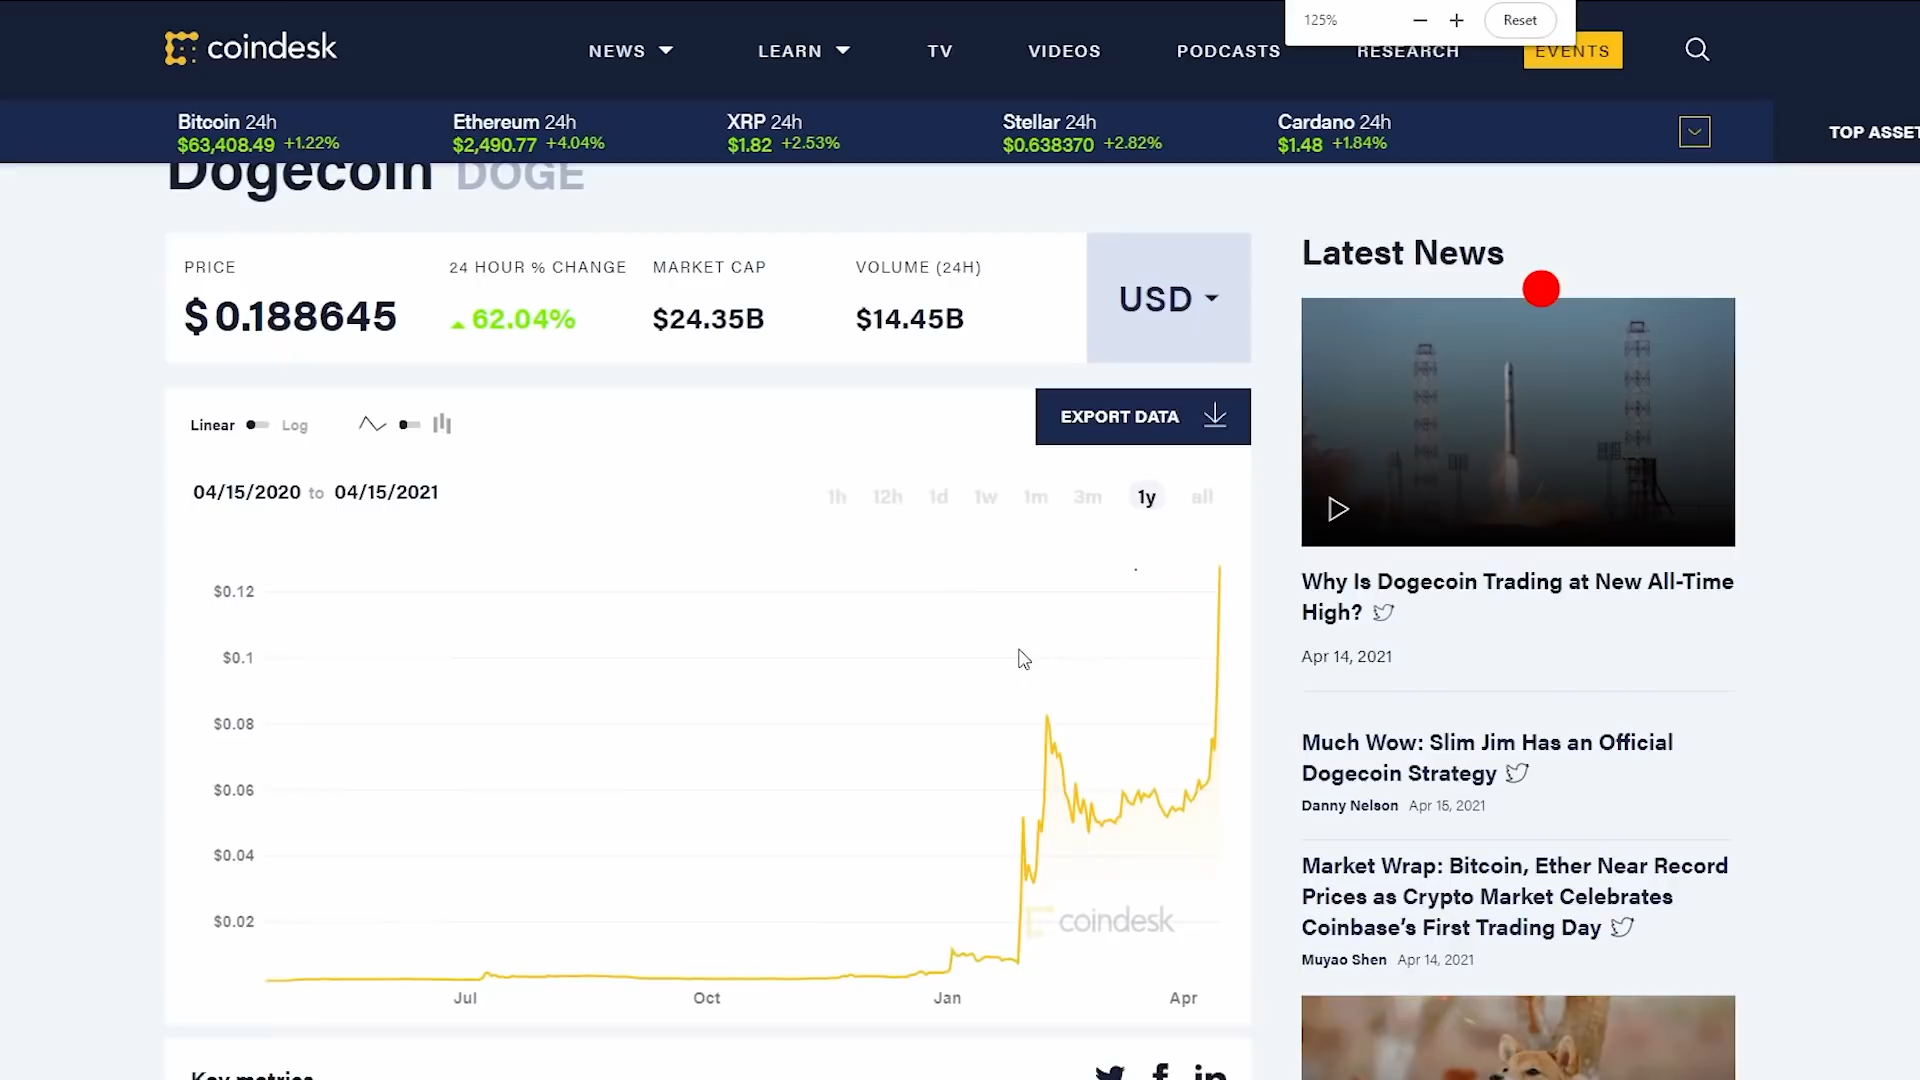 125%
Reset
coindesk
NEWS
LEARN
TV
VIDEOS
PODCASTS
RESEARCH
EVENTS
Bitcoin 24h
$63,408.49 +1.22%
Ethereum 24h
$2,490.77 +4.04%
XRP 24h
$1.82 +2.53%
Stellar 24h
$0.638370 +2.82%
Cardano 24h
$1.48 +1.84%
TOP ASSET
Dogecoin DOGE
PRICE
$0.188645
24 HOUR % CHANGE
62.04%
MARKET CAP
$24.35B
VOLUME (24H)
$14.45B
USD
Linear
Log
EXPORT DATA
04/15/2020 to 04/15/2021
1h 12h 1d 1w 1m 3m 1y all
$0.12
$0.1
$0.08
$0.06
$0.04
$0.02
coindesk
Jul
Oct
Jan
Apr
Key metrics
Latest News
Why Is Dogecoin Trading at New All-Time
High?
Apr 14, 2021
Much Wow: Slim Jim Has an Official
Dogecoin Strategy
Danny Nelson Apr 15, 2021
Market Wrap: Bitcoin, Ether Near Record
Prices as Crypto Market Celebrates
Coinbase's First Trading Day
Muyao Shen Apr 14, 2021